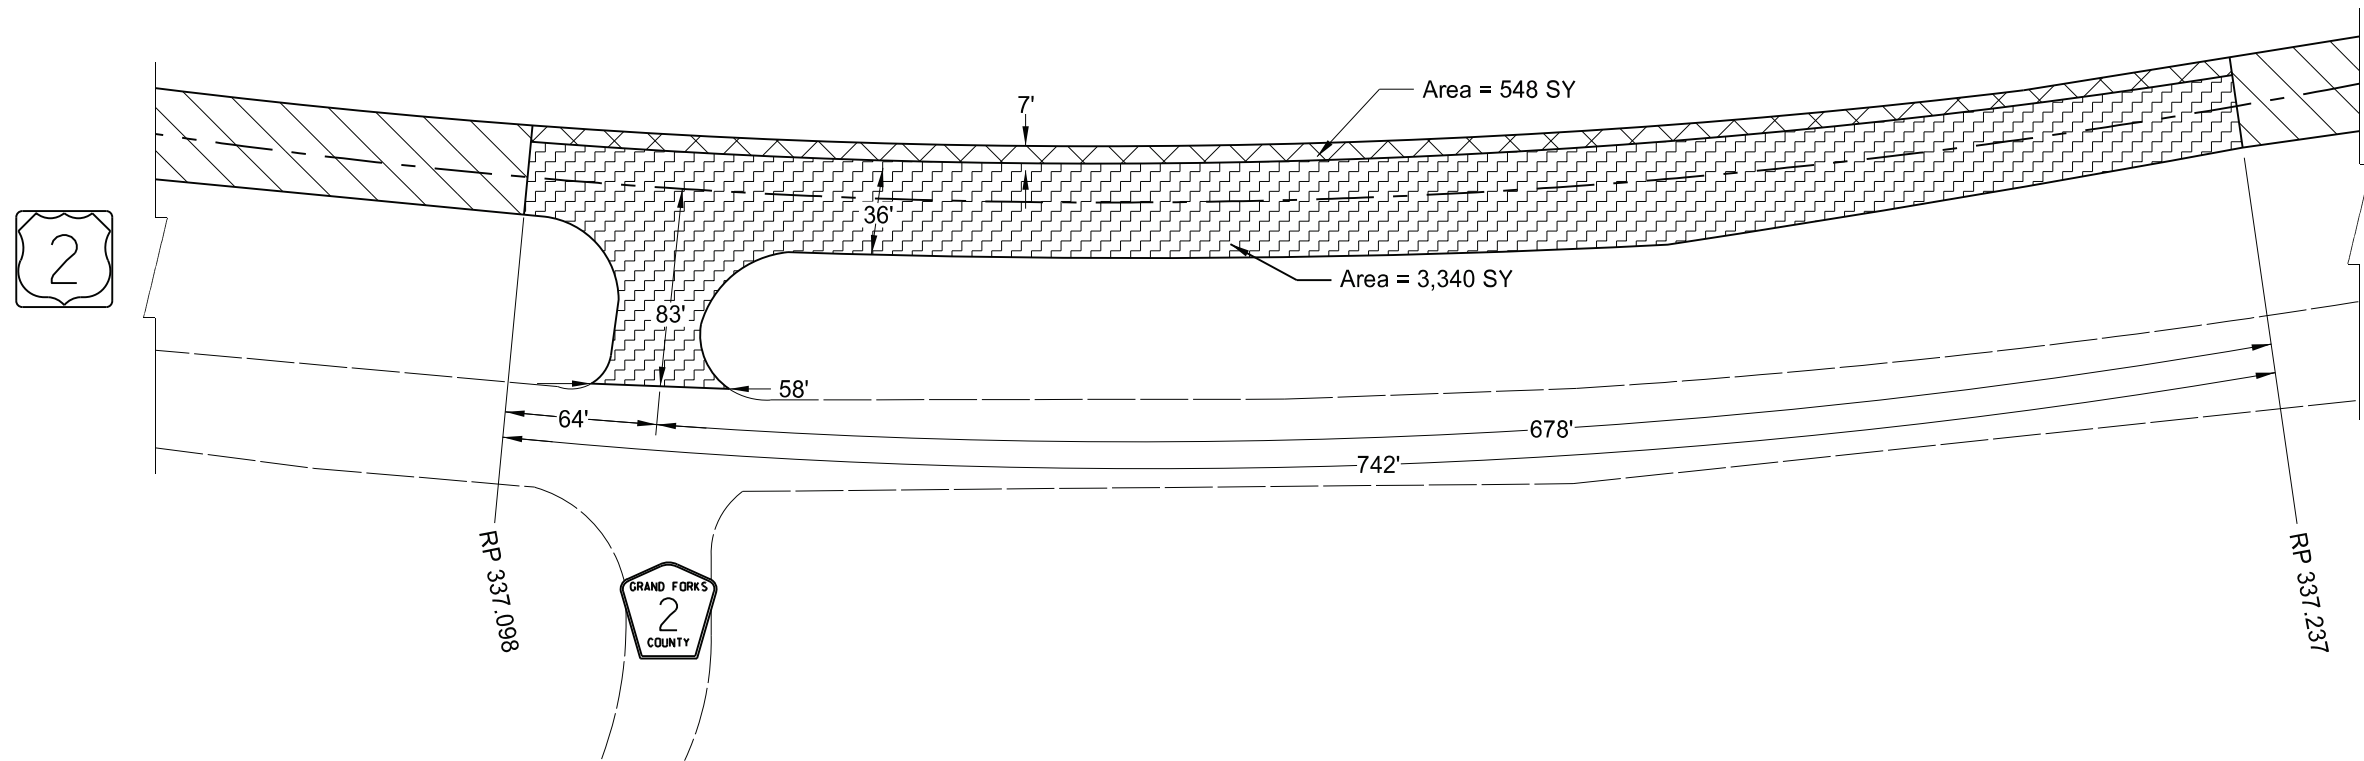 7'
Area = 548 SY
36'
2
Area = 3,340 SY
83'
58'
64'
678'
742'
RP 337.098
RP 337.237
GRAND FORKS
2
COUNTY